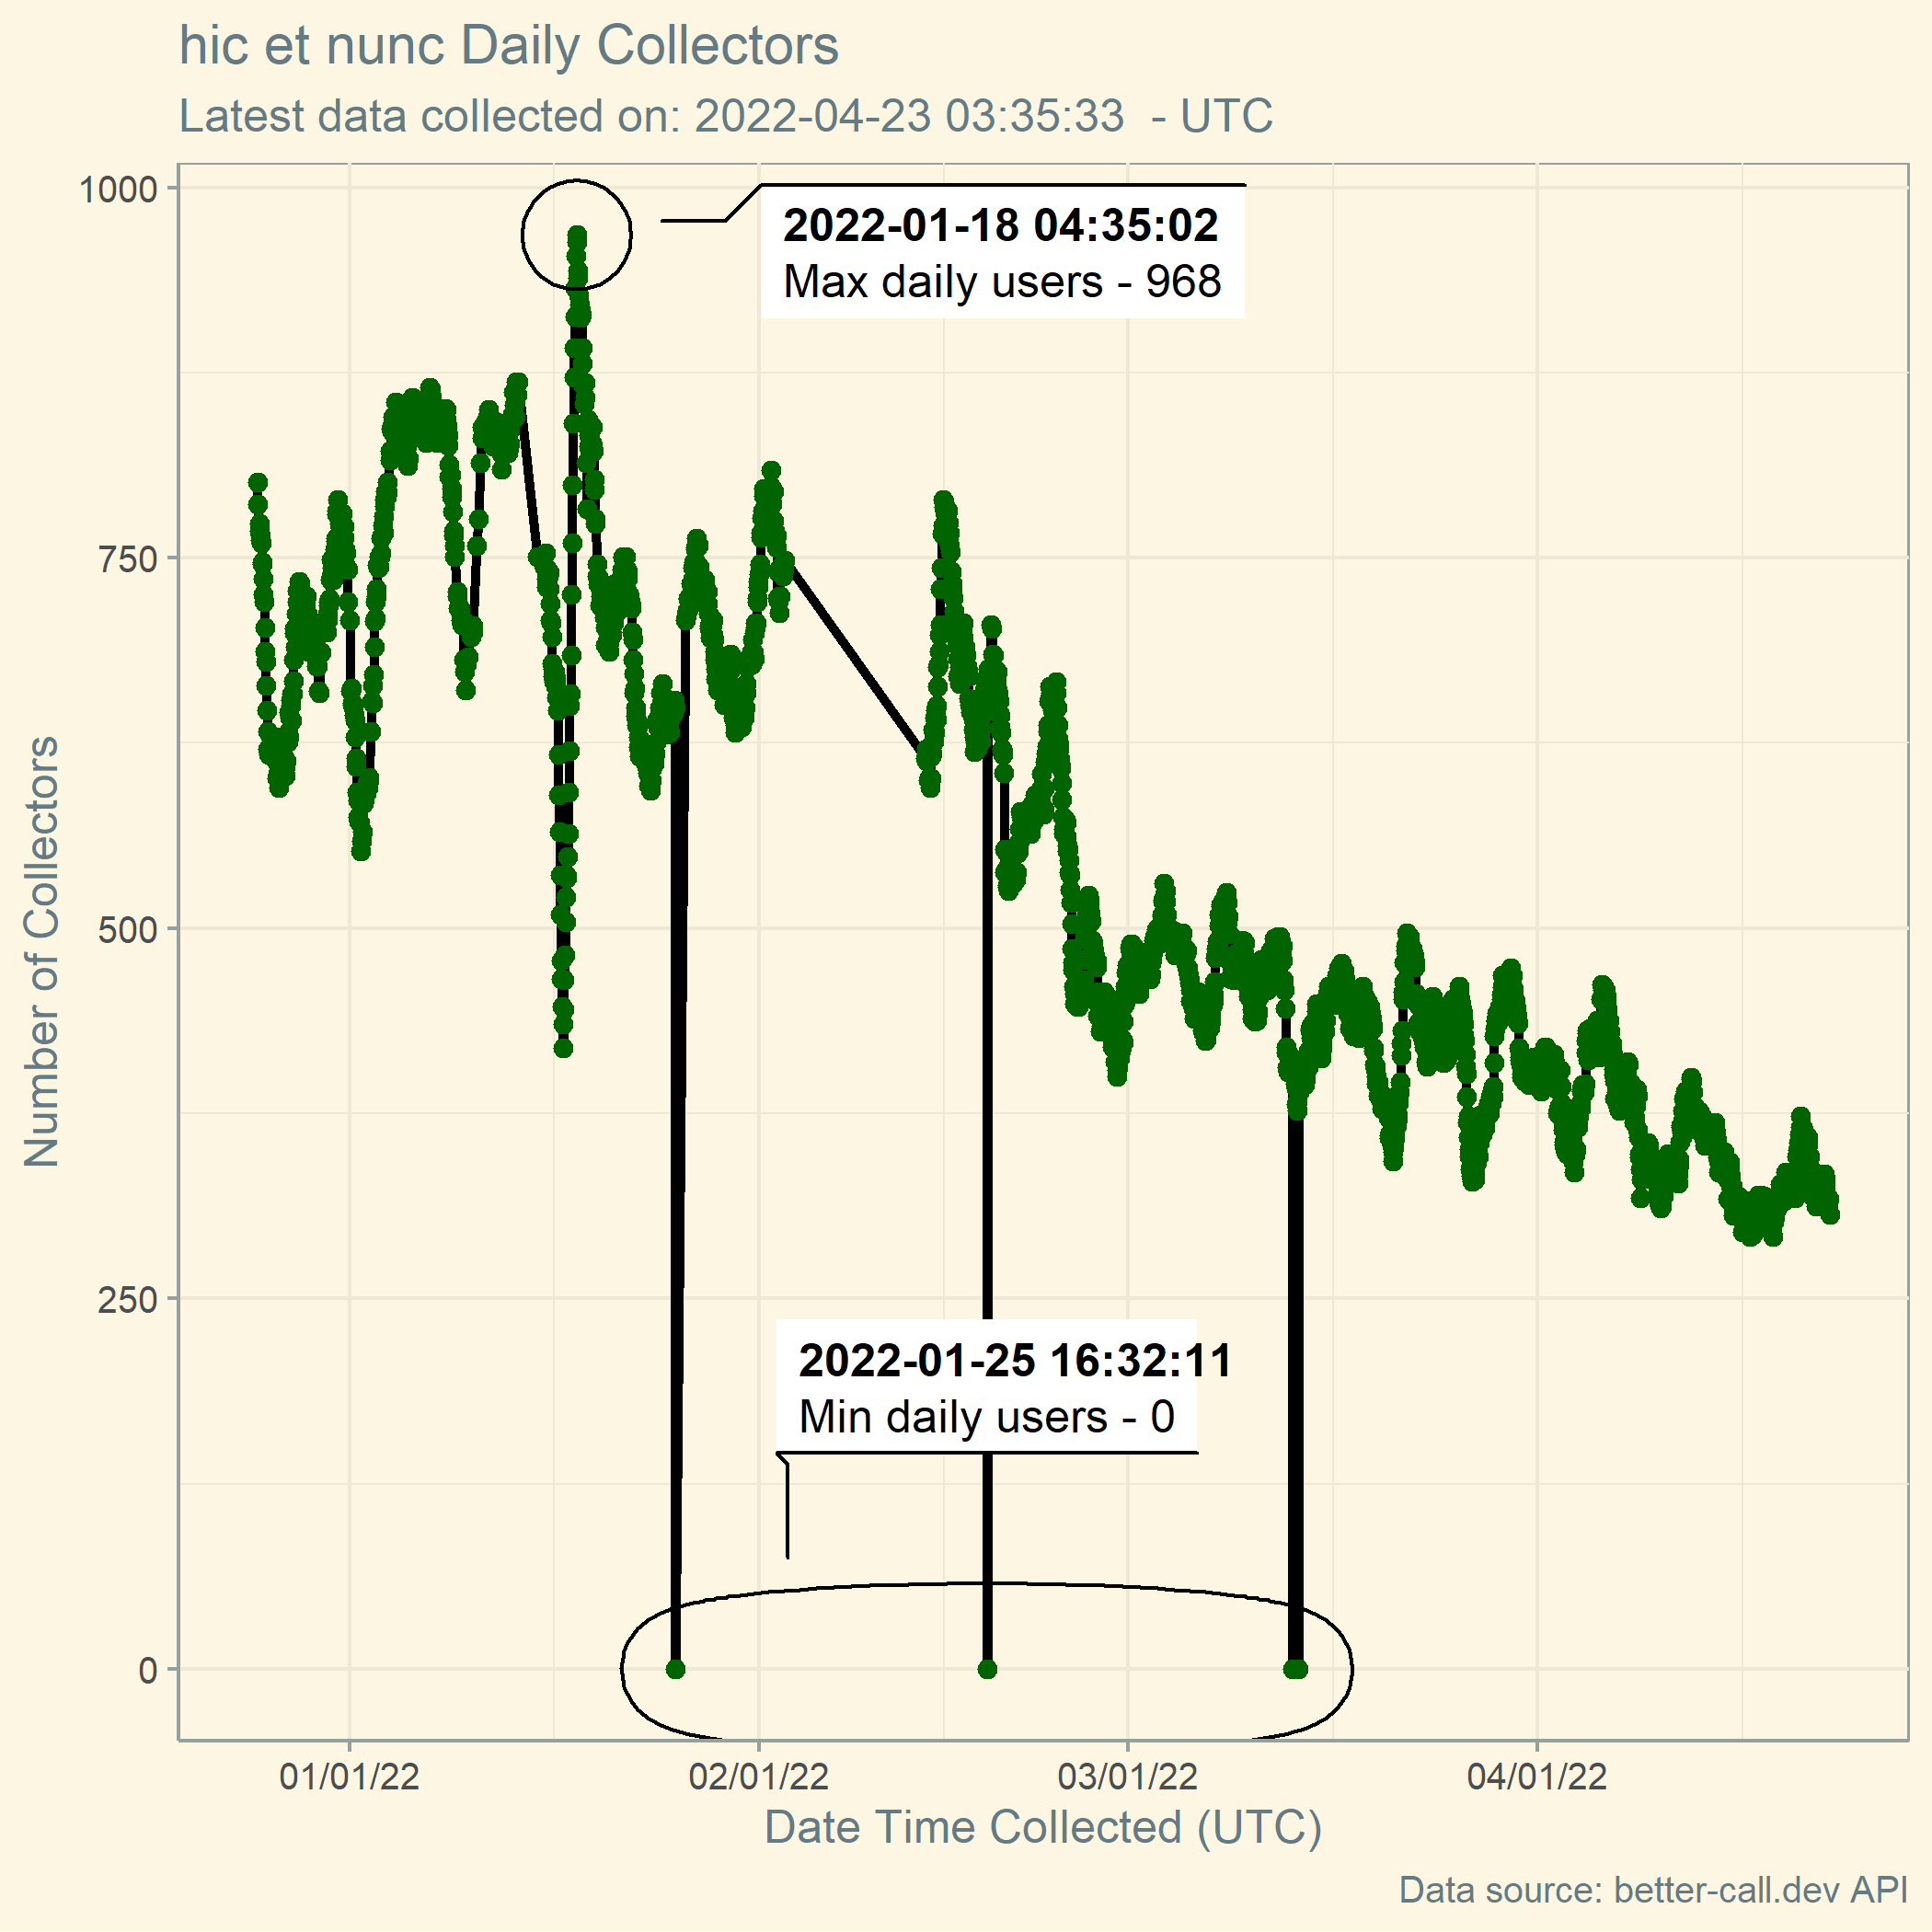 hic et nunc Daily Collectors
Latest data collected on: 2022-04-23 03:35:33  - UTC
1000
750
500
250
0
Number of Collectors
2022-01-18 04:35:02
Max daily users - 968
2022-01-25 16:32:11
Min daily users - 0
01/01/22
02/01/22
03/01/22
04/01/22
Date Time Collected (UTC)
Data source: better-call.dev API